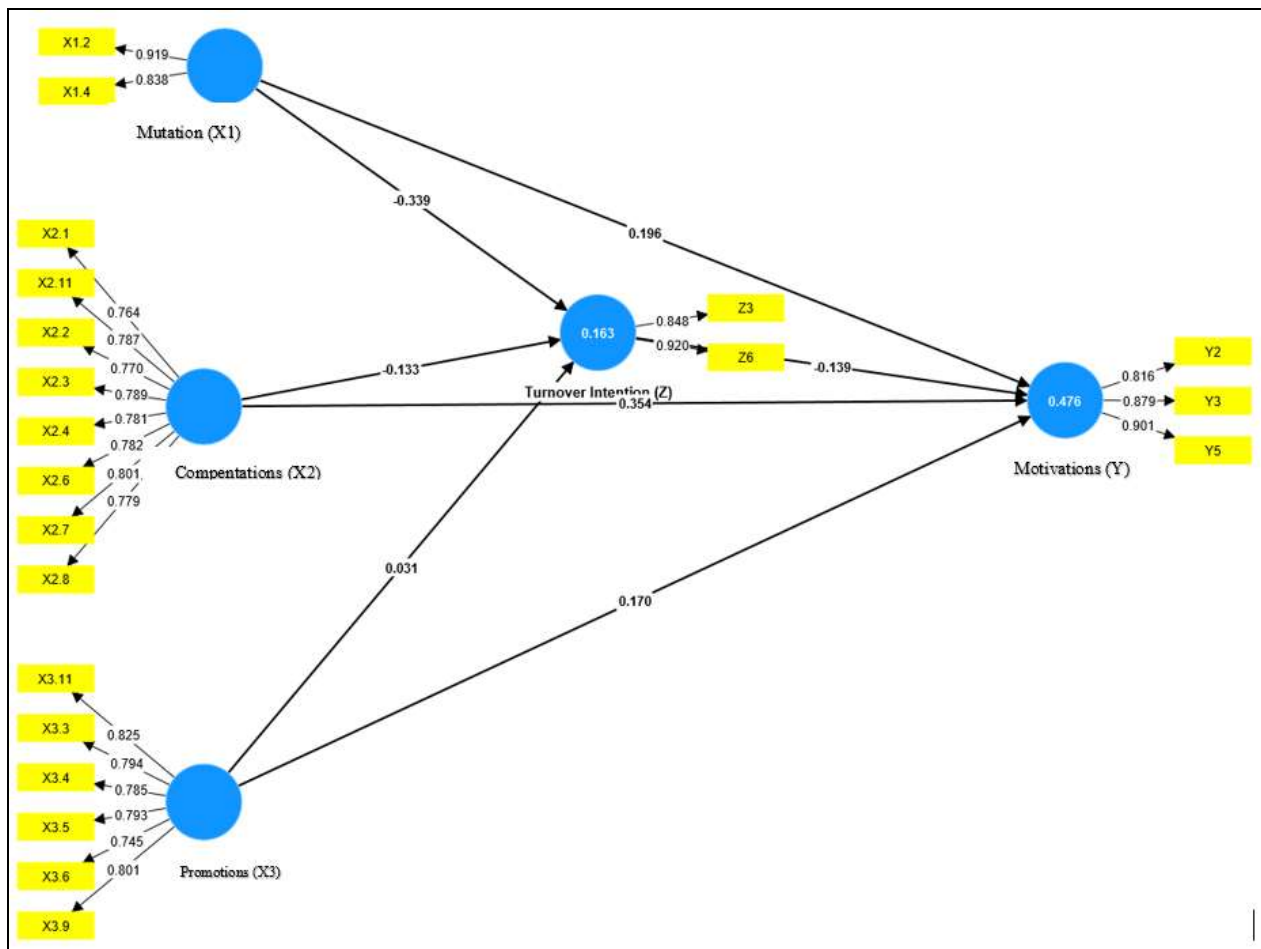 X1.2
0.919
X1.4
0.838
Mutation (X1)
-0.339
0.196
X2.1
X2.11
X2.2
X2.3
X2.4
X2.6
X2.7
X2.8
0.764
0.787
0.770
0.789
0.781
0.782
0.801
0.779
Compentations (X2)
-0.133
0.163
Turnover Intention (Z)
0.354
0.848
0.920
Z3
Z6
-0.139
0.476
Motivations (Y)
0.816
0.879
0.901
Y2
Y3
Y5
0.031
0.170
X3.11
X3.3
X3.4
X3.5
X3.6
X3.9
0.825
0.794
0.785
0.793
0.745
0.801
Promotions (X3)